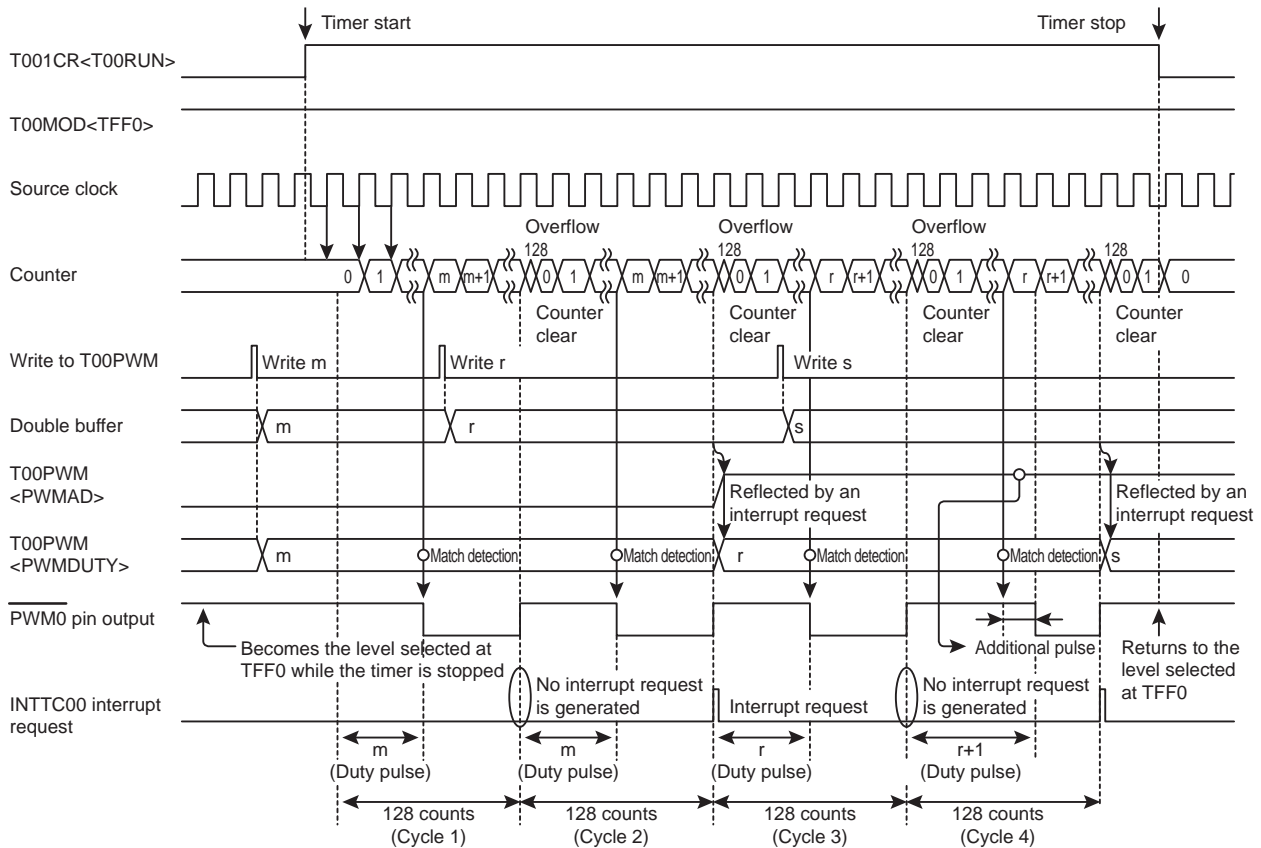 Timer start
Timer stop
T001CR<T00RUN>
T00MOD<TFF0>
Source clock
Overflow
Overflow
Overflow
128
128
128
128
Counter
0
1
m
m+1
0
1
m
m+1
0
1
r
r+1
0
1
r
r+1
0
1
0
Counter
clear
Counter
clear
Counter
clear
Counter
clear
Write to T00PWM
Write m
Write r
Write s
Double buffer
m
r
s
T00PWM
<PWMAD>
Reflected by an
interrupt request
Reflected by an
interrupt request
T00PWM
<PWMDUTY>
m
Match detection
Match detection
r
Match detection
Match detection
s
PWM0 pin output
Becomes the level selected at
TFF0 while the timer is stopped
Additional pulse
Returns to the
level selected
at TFF0
INTTC00 interrupt
request
No interrupt request
is generated
Interrupt request
No interrupt request
is generated
m
(Duty pulse)
m
(Duty pulse)
r
(Duty pulse)
r+1
(Duty pulse)
128 counts
(Cycle 1)
128 counts
(Cycle 2)
128 counts
(Cycle 3)
128 counts
(Cycle 4)